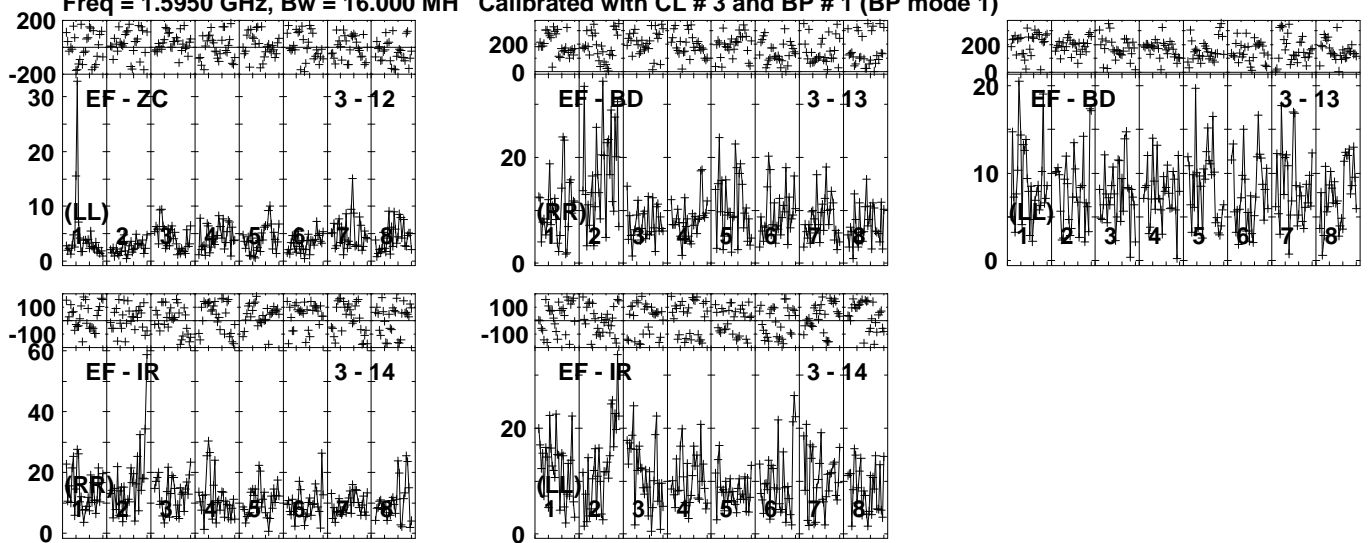 Freq = 1.5950 GHz, Bw = 16.000 MH Calibrated with CL # 3 and BP # 1 (BP mode 1)
200
-200
EF - ZC 3 - 12
30
20
10
0
(LL)
1 2 3 4 5 6 7 8
200
0
EF - BD 3 - 13
20
0
(RR)
1 2 3 4 5 6 7 8
200
0
EF - BD 3 - 13
20
10
0
(LL)
1 2 3 4 5 6 7 8
100
-100
EF - IR 3 - 14
60
40
20
0
(RR)
1 2 3 4 5 6 7 8
100
-100
EF - IR 3 - 14
20
0
(LL)
1 2 3 4 5 6 7 8